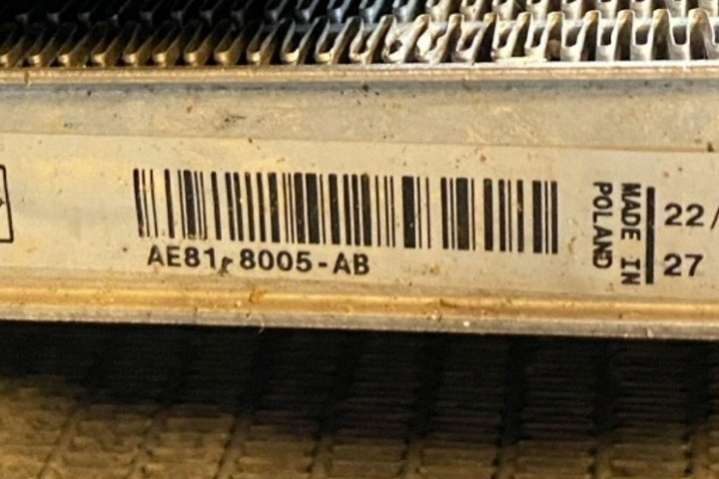 AE81-8005-AB
MADE IN
POLAND
22/
27